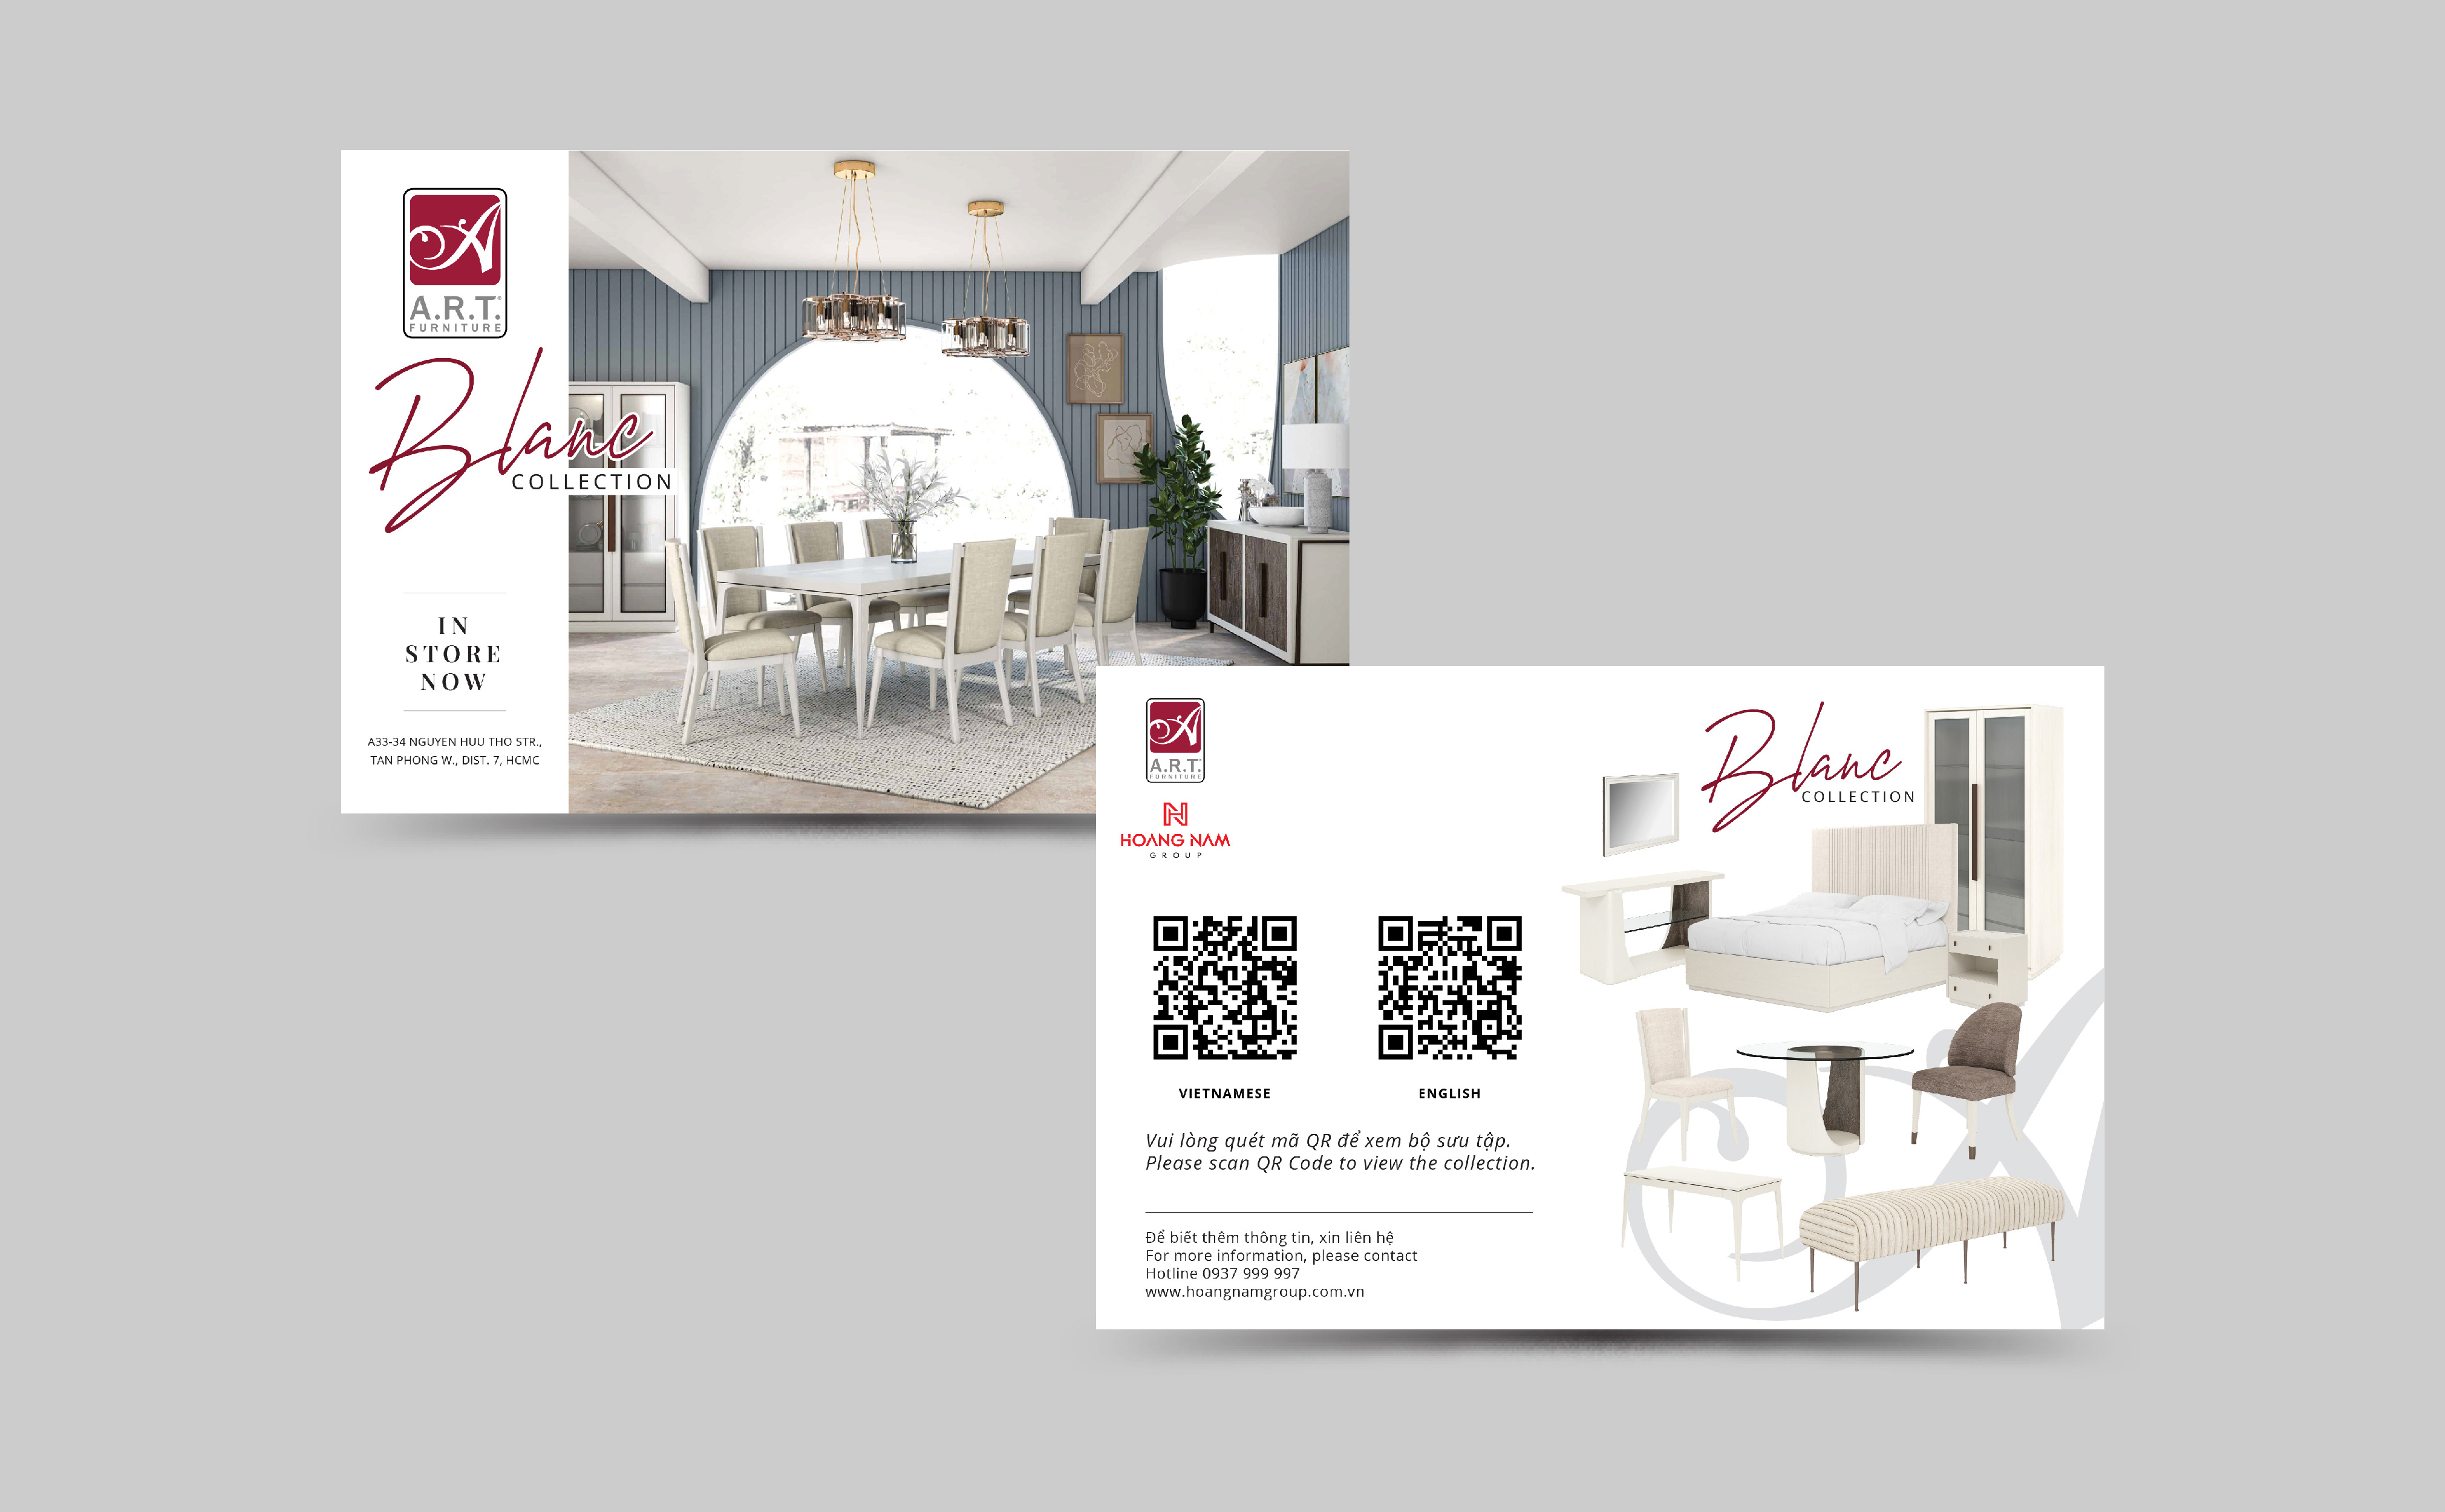 A
A.R.T.®
FURNITURE
Blanc
COLLECTION
IN
STORE
NOW
A33-34 NGUYEN HUU THO STR.,
TAN PHONG W., DIST. 7, HCMC
A
A.R.T.
FURNITURE
HOANG NAM
GROUP
Blanc
COLLECTION
VIETNAMESE
ENGLISH
Vui lòng quét mã QR để xem bộ sưu tập.
Please scan QR Code to view the collection.
Để biết thêm thông tin, xin liên hệ
For more information, please contact
Hotline 0937 999 997
www.hoangnamgroup.com.vn